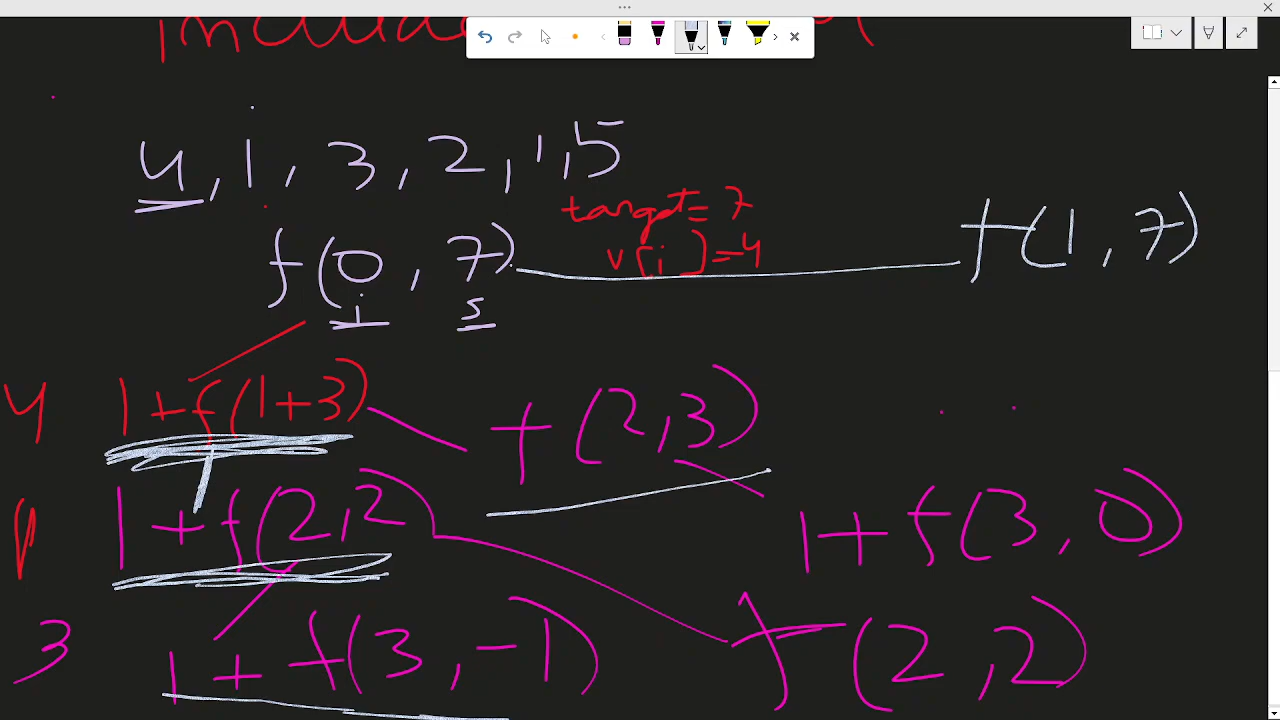 4, 1, 3, 2, 1, 5
target = 7
f(0, 7) v[i] = 4 f(1, 7)
i s
4 1 + f(1+3) f(2, 3)
1 + f(2, 2) 1 + f(3, 0)
3 1 + f(3, -1) f(2, 2)